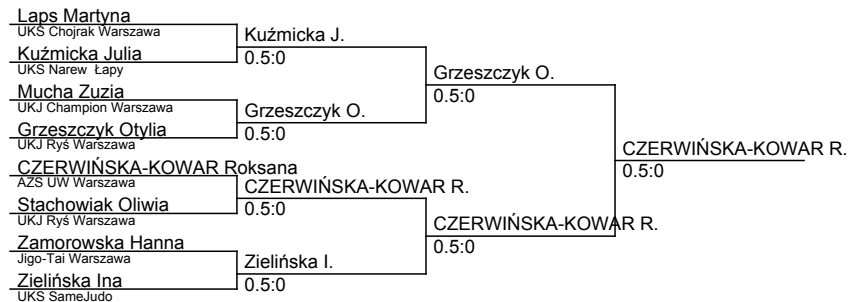 Laps Martyna
UKS Chojrak Warszawa
Kuźmicka Julia
UKS Narew Łapy
Mucha Zuzia
UKJ Champion Warszawa
Grzeszczyk Otylia
UKJ Ryś Warszawa
CZERWIŃSKA-KOWAR Roksana
AZS UW Warszawa
Stachowiak Oliwia
UKJ Ryś Warszawa
Zamorowska Hanna
Jigo-Tai Warszawa
Zielińska Ina
UKS SameJudo
Kuźmicka J.
0.5:0
Grzeszczyk O.
0.5:0
CZERWIŃSKA-KOWAR R.
0.5:0
Zielińska I.
0.5:0
Grzeszczyk O.
0.5:0
CZERWIŃSKA-KOWAR R.
0.5:0
CZERWIŃSKA-KOWAR R.
0.5:0